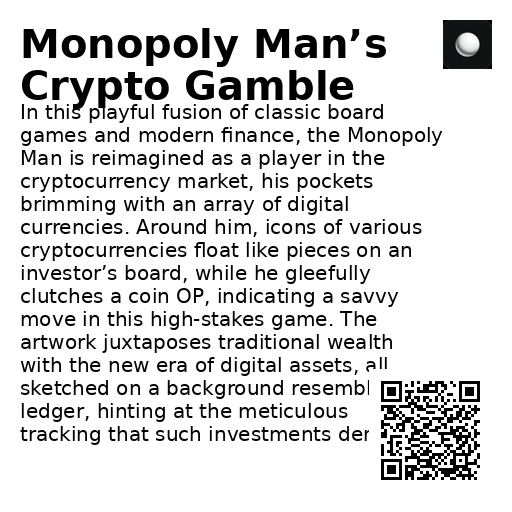 Monopoly Man’s
Crypto Gamble
In this playful fusion of classic board
games and modern finance, the Monopoly
Man is reimagined as a player in the
cryptocurrency market, his pockets
brimming with an array of digital
currencies. Around him, icons of various
cryptocurrencies float like pieces on an
investor’s board, while he gleefully
clutches a coin OP, indicating a savvy
move in this high-stakes game. The
artwork juxtaposes traditional wealth
with the new era of digital assets, all
sketched on a background
ledger, hinting at the meticulous
tracking that such investments